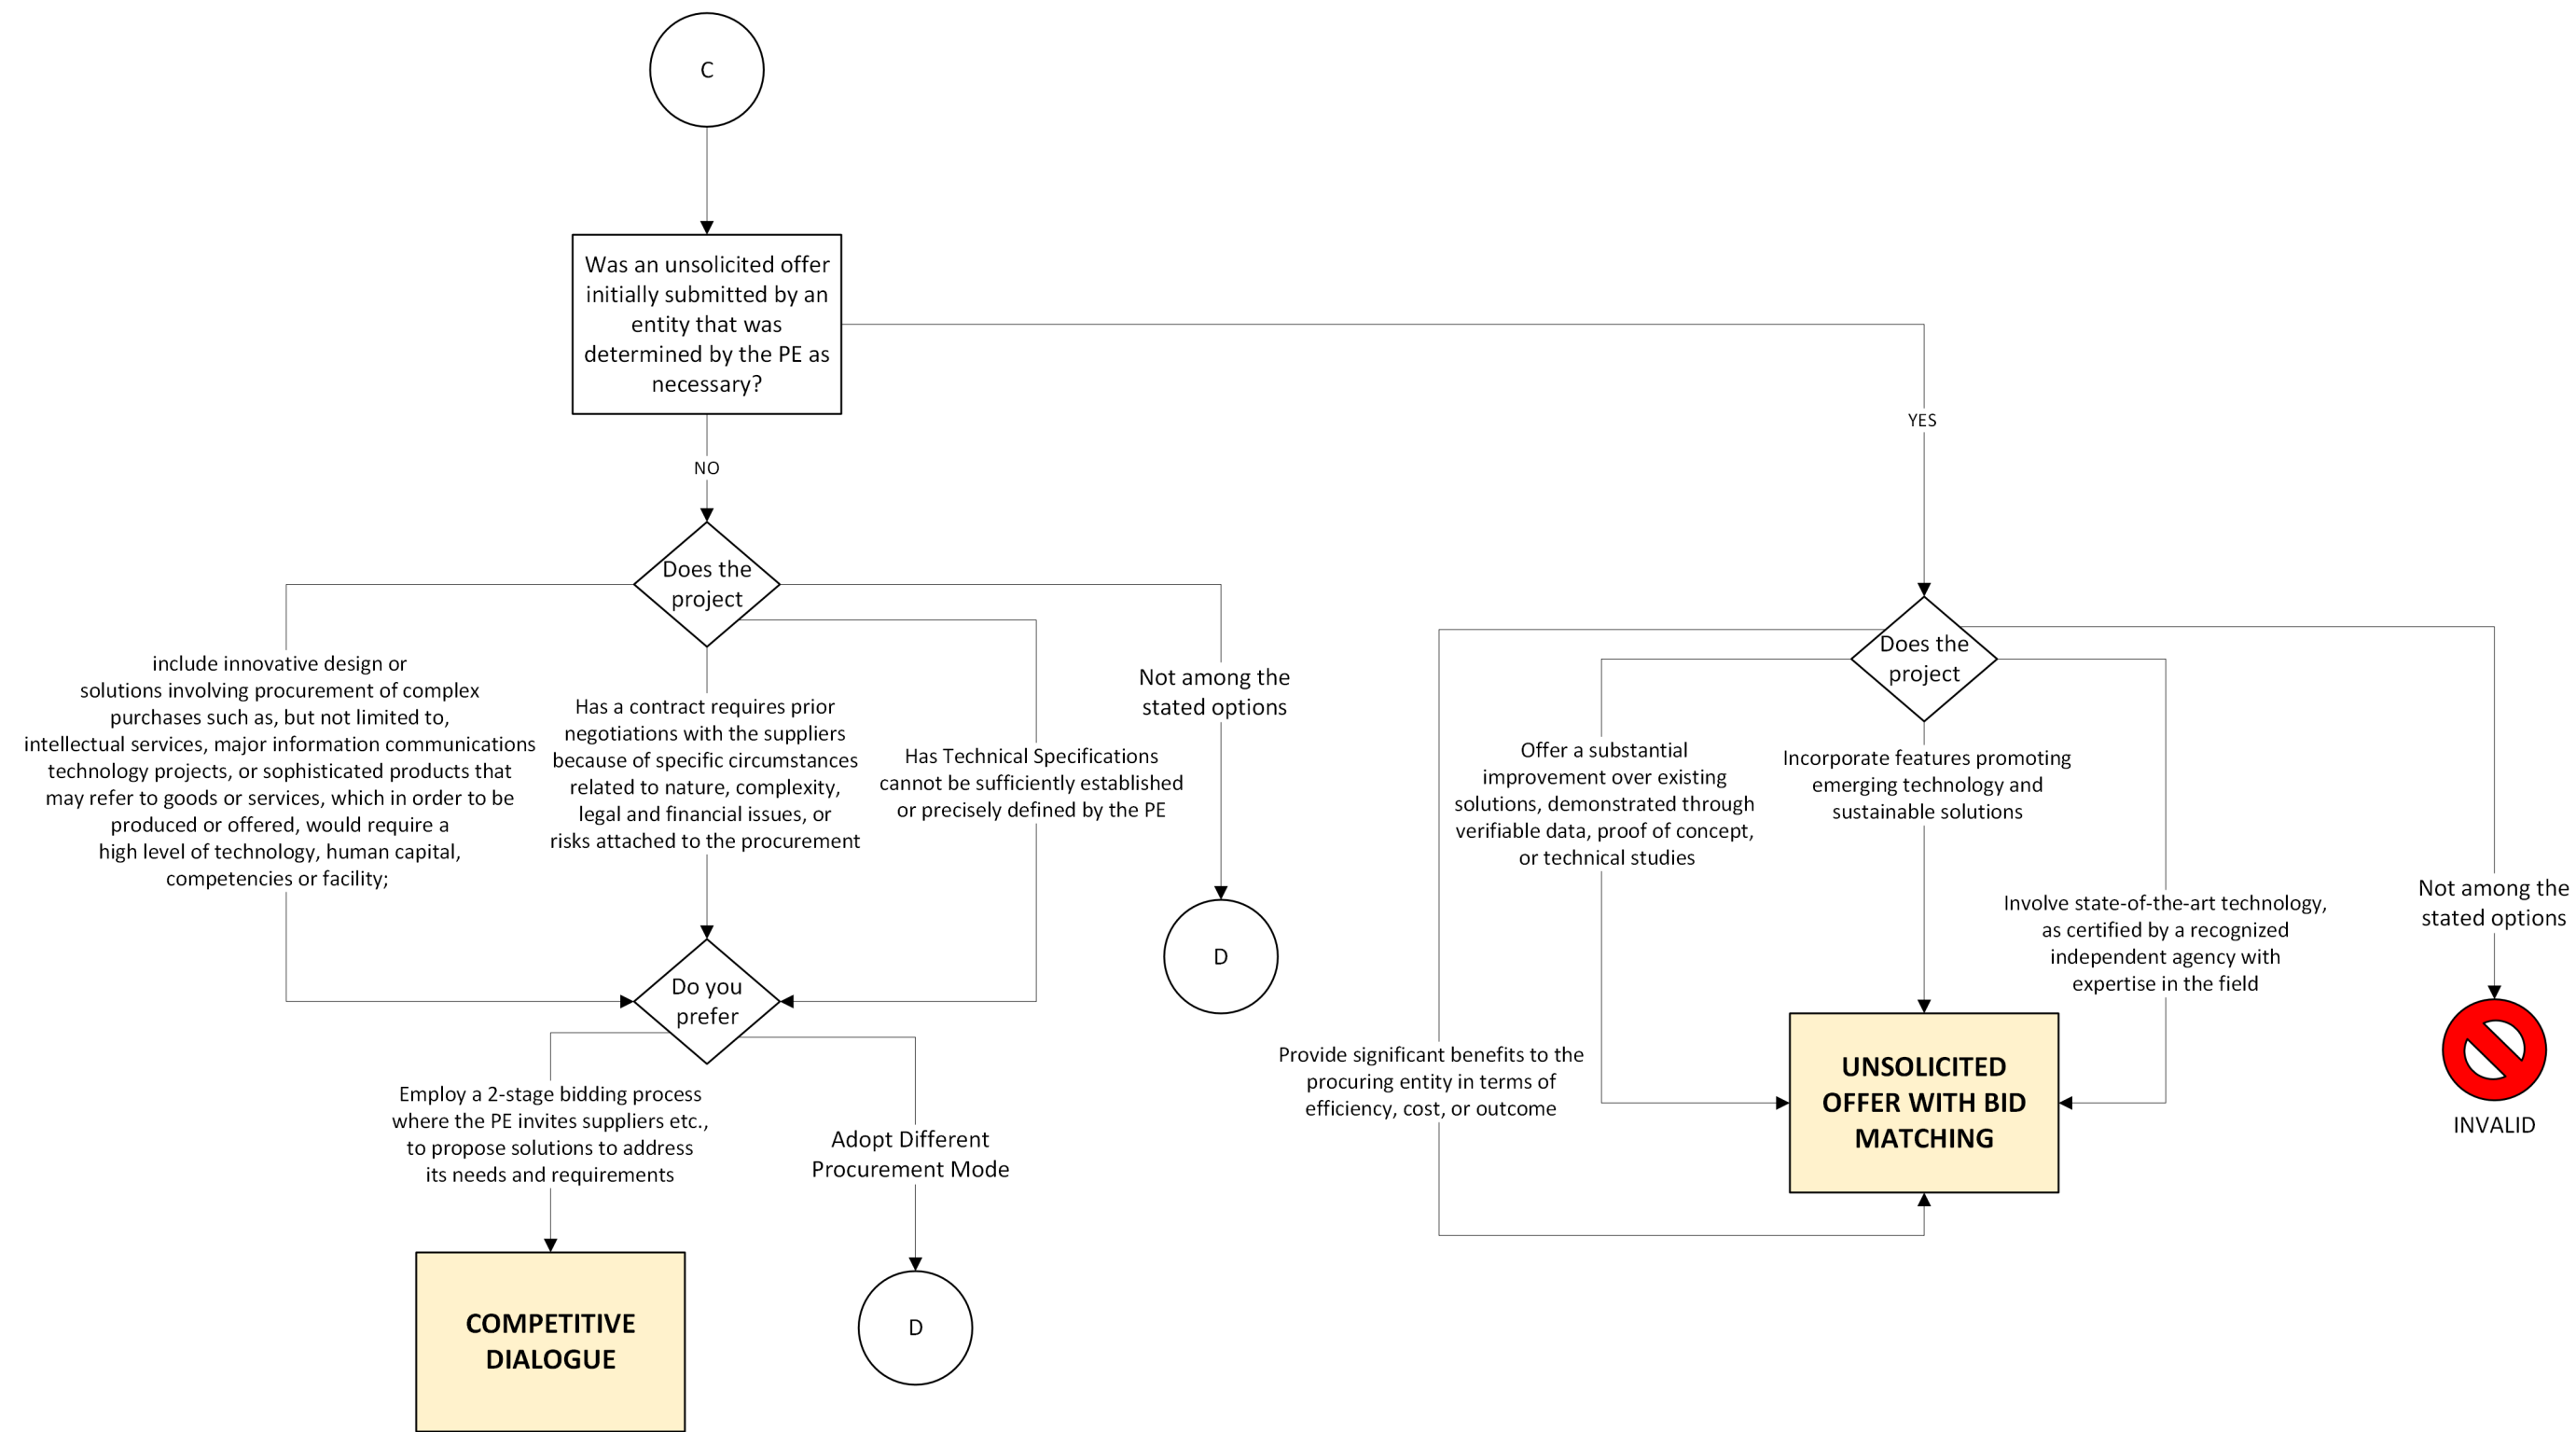 C
Was an unsolicited offer
initially submitted by an
entity that was
determined by the PE as
necessary?
NO
YES
Does the
project
include innovative design or
solutions involving procurement of complex
purchases such as, but not limited to,
intellectual services, major information communications
technology projects, or sophisticated products that
may refer to goods or services, which in order to be
produced or offered, would require a
high level of technology, human capital,
competencies or facility;
Has a contract requires prior
negotiations with the suppliers
because of specific circumstances
related to nature, complexity,
legal and financial issues, or
risks attached to the procurement
Has Technical Specifications
cannot be sufficiently established
or precisely defined by the PE
Not among the
stated options
D
Do you
prefer
Employ a 2-stage bidding process
where the PE invites suppliers etc.,
to propose solutions to address
its needs and requirements
Adopt Different
Procurement Mode
COMPETITIVE
DIALOGUE
D
Does the
project
Provide significant benefits to the
procuring entity in terms of
efficiency, cost, or outcome
Offer a substantial
improvement over existing
solutions, demonstrated through
verifiable data, proof of concept,
or technical studies
Incorporate features promoting
emerging technology and
sustainable solutions
Involve state-of-the-art technology,
as certified by a recognized
independent agency with
expertise in the field
Not among the
stated options
UNSOLICITED
OFFER WITH BID
MATCHING
INVALID